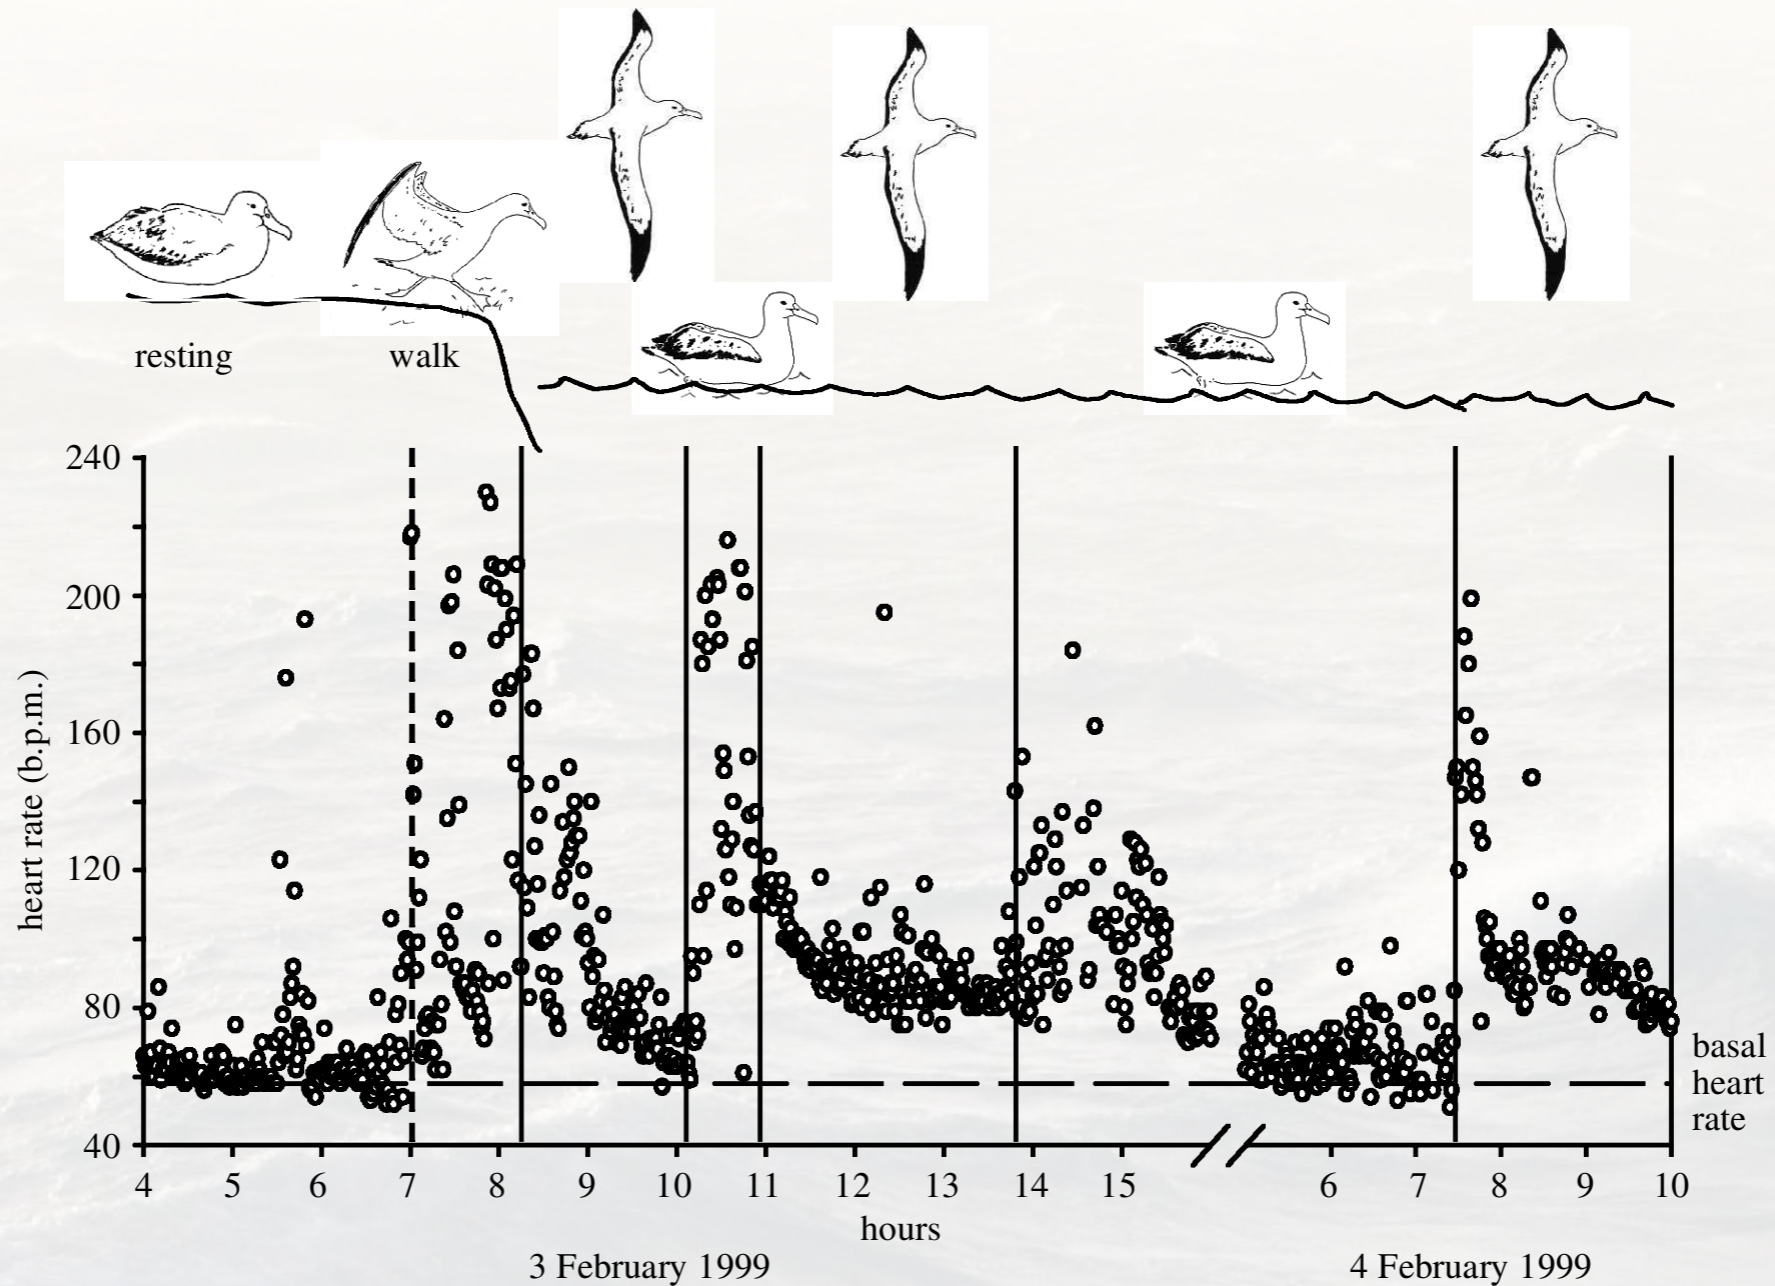 resting walk
240
200
160
120
80
40
heart rate (b.p.m.)
basal
heart
rate
4 5 6 7 8 9 10 11 12 13 14 15 6 7 8 9 10
hours
3 February 1999 4 February 1999